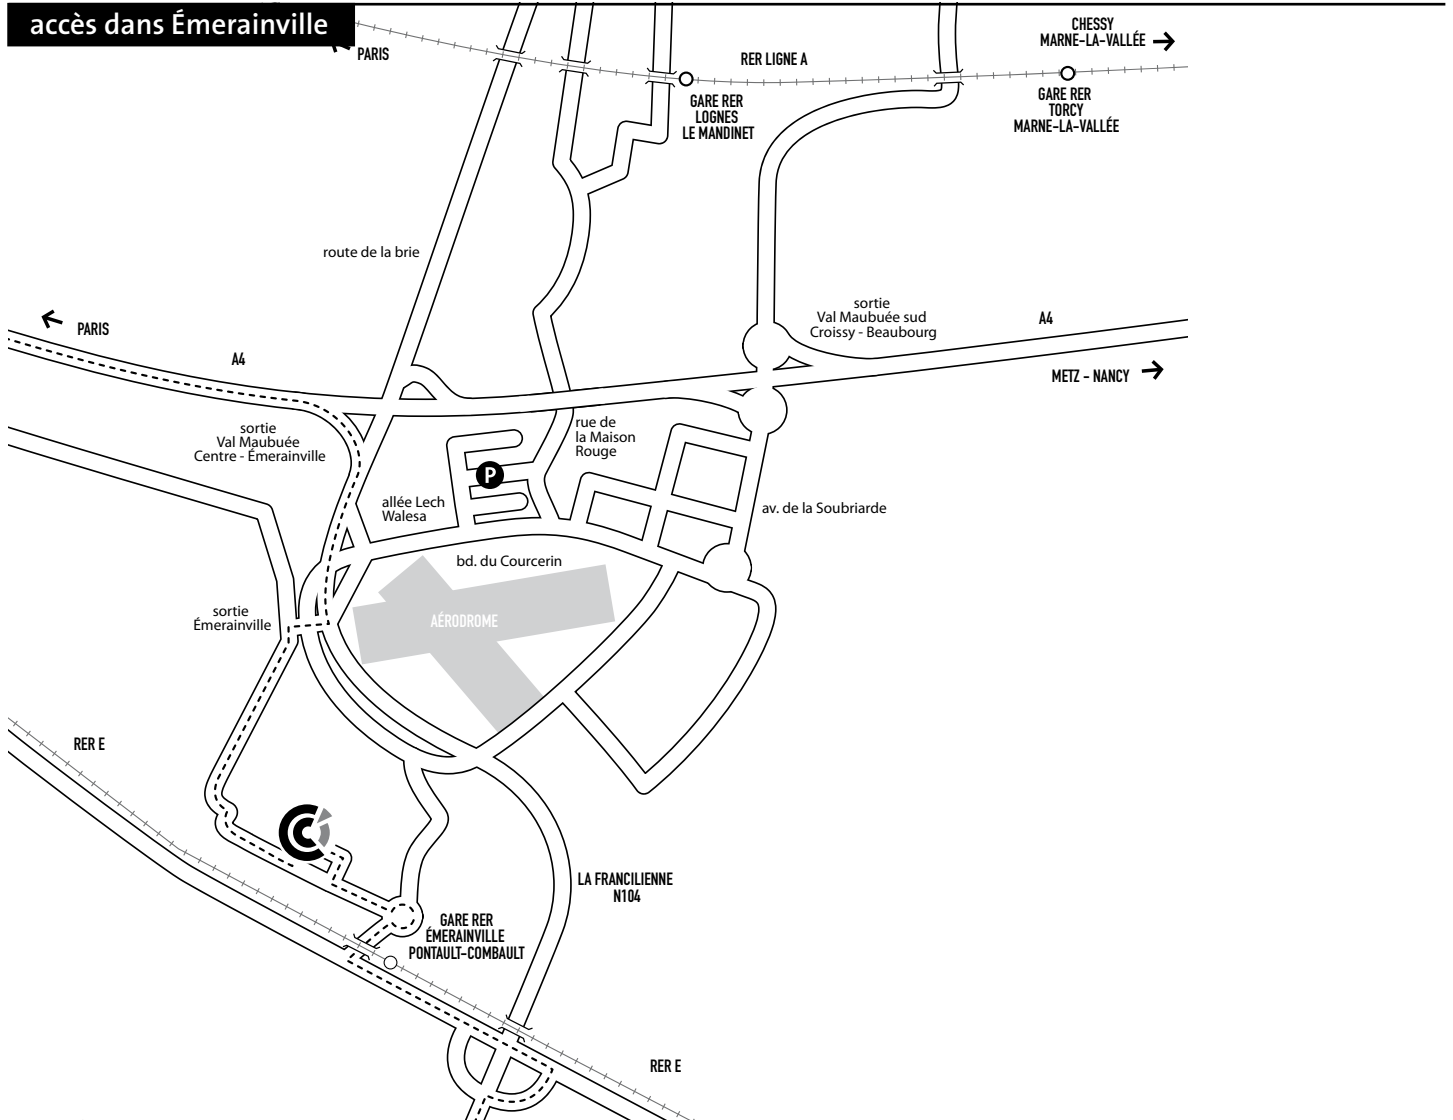 accès dans Émerainville
PARIS
RER LIGNE A
CHESSY
MARNE-LA-VALLÉE
GARE RER
LOGNES
LE MANDINET
GARE RER
TORCY
MARNE-LA-VALLÉE
route de la brie
PARIS
A4
sortie
Val Maubuée sud
Croissy - Beaubourg
A4
METZ - NANCY
sortie
Val Maubuée
Centre - Émerainville
rue de
la Maison
Rouge
P
allée Lech
Walesa
av. de la Soubriarde
bd. du Courcerin
sortie
Émerainville
AÉRODROME
RER E
LA FRANCILIENNE
N104
GARE RER
ÉMERAINVILLE
PONTAULT-COMBAULT
RER E